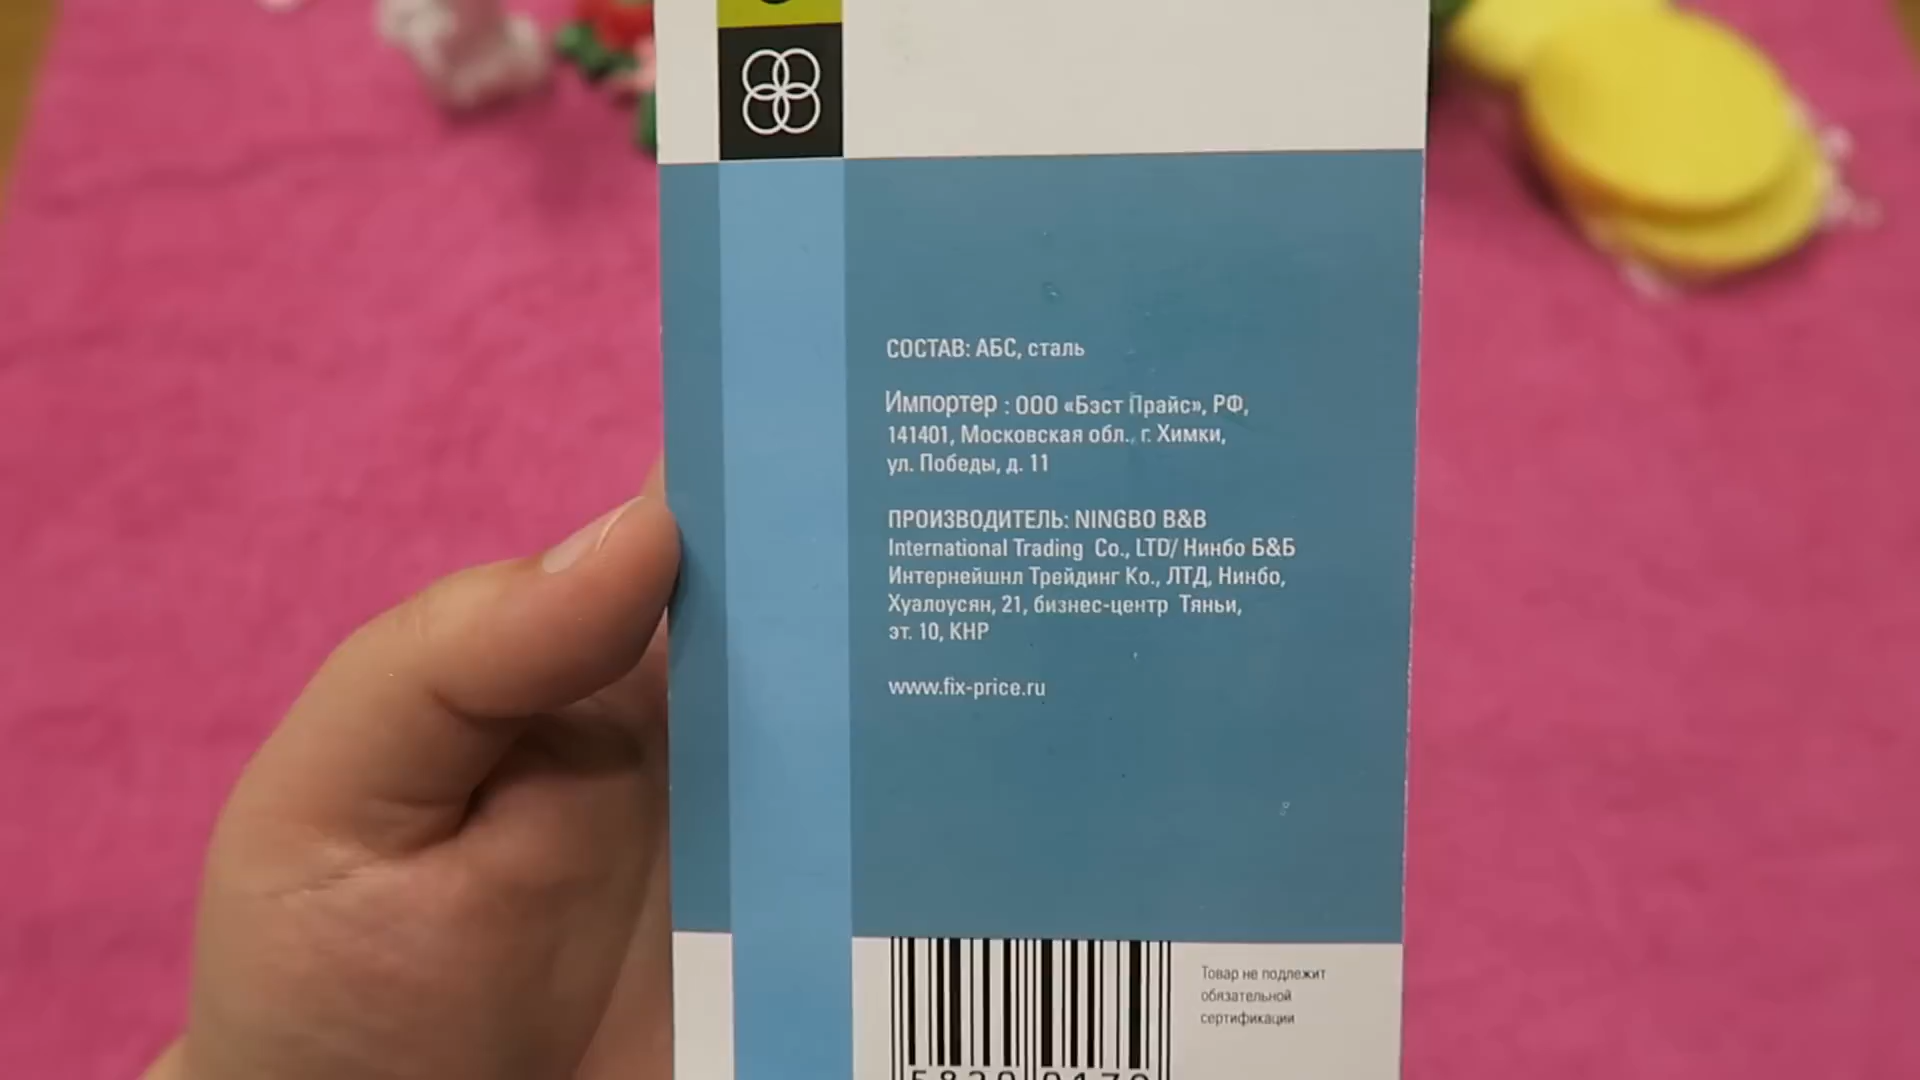 СОСТАВ: АБС, сталь
Импортер : ООО «Бэст Прайс», РФ,
141401, Московская обл., г. Химки,
ул. Победы, д. 11
ПРОИЗВОДИТЕЛЬ: NINGBO B&B
International Trading Co., LTD/ Нинбо Б&Б
Интернейшнл Трейдинг Ко., ЛТД, Нинбо,
Хуалоусян, 21, бизнес-центр Тяньи,
эт. 10, КНР
www.fix-price.ru
Товар не подлежит
обязательной
сертификации